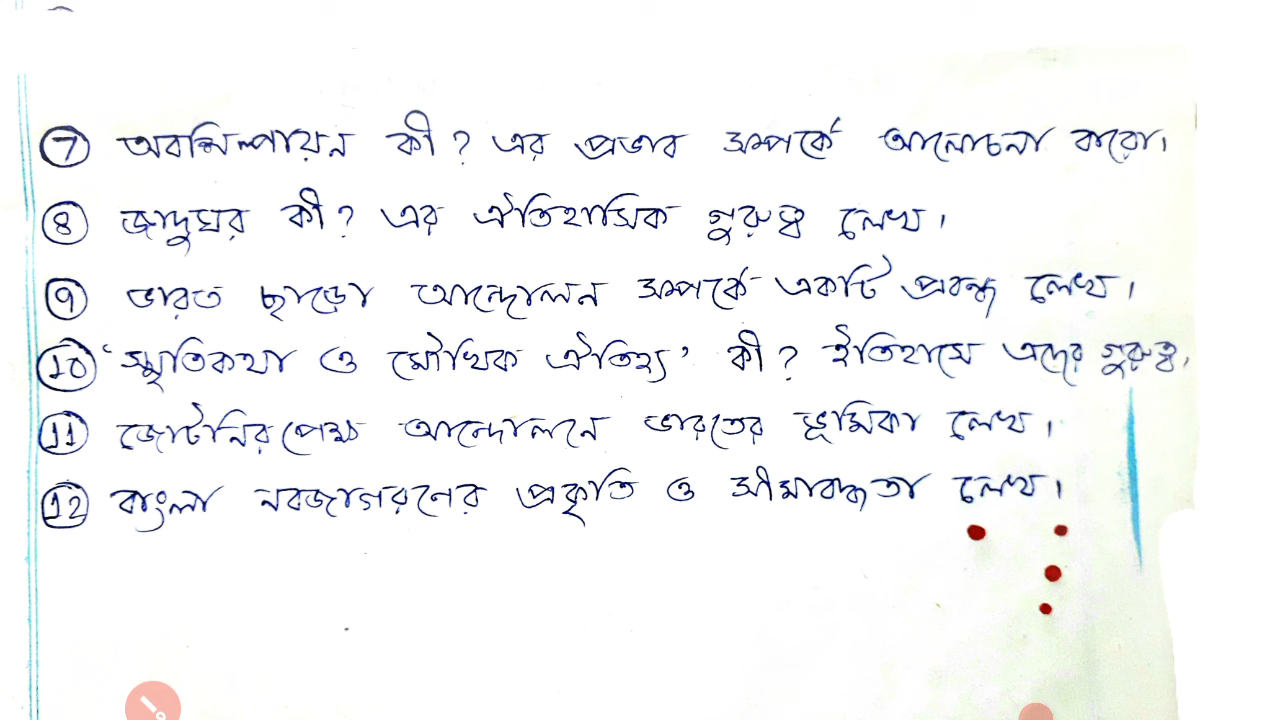 7 অবশিল্পায়ন কী? এর প্রভাব সম্পর্কে আলোচনা করো।
8 জাদুঘর কী? এর ঐতিহাসিক গুরুত্ব লেখ।
9 ভারত ছাড়ো আন্দোলন সম্পর্কে একটি প্রবন্ধ লেখ।
10 'স্মৃতিকথা ও মৌখিক ঐতিহ্য' কী? ইতিহাসে এদের গুরুত্ব,
11 জোটনিরপেক্ষ আন্দোলনে ভারতের ভূমিকা লেখ।
12 বাংলা নবজাগরণের প্রকৃতি ও সীমাবদ্ধতা লেখ।